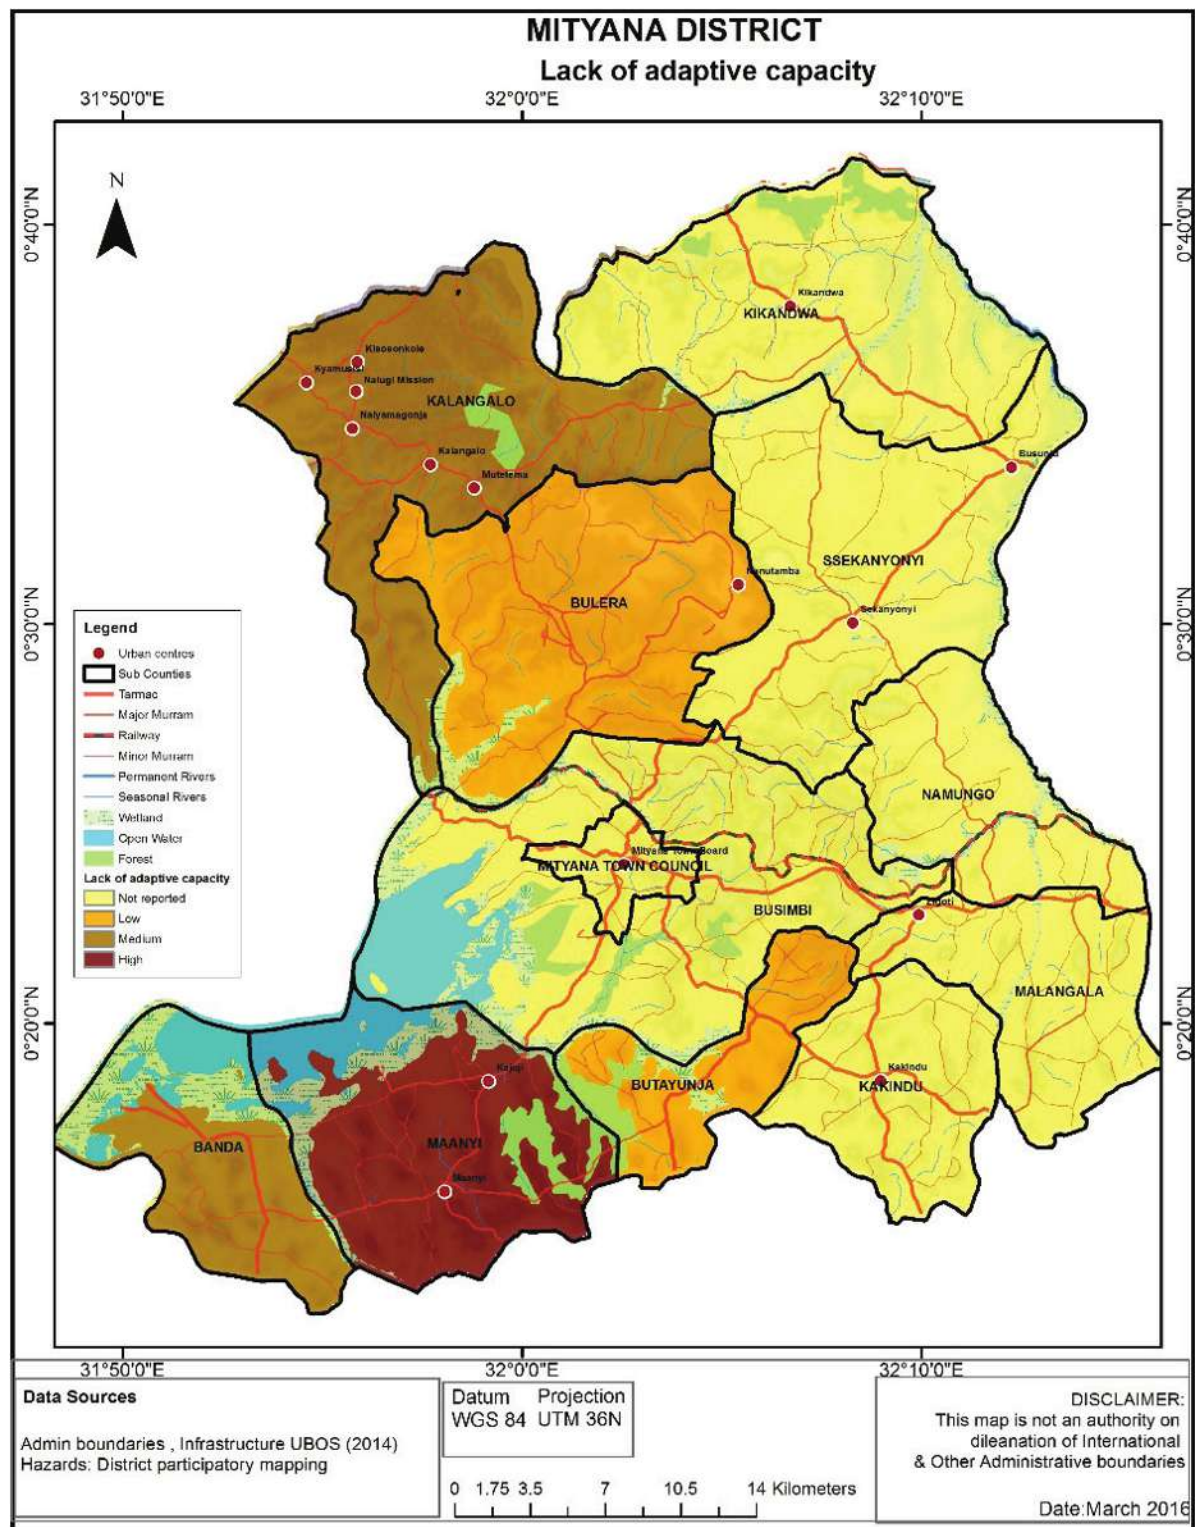 MITYANA DISTRICT
Lack of adaptive capacity
31°50'0"E
32°0'0"E
32°10'0"E
N
0°40'0"N
0°40'0"N
Kikandwa
KIKANDWA
Kisosonkole
Nalugi Mission
KALANGALO
Naiyamagonja
Kalangalo
Mutetema
SSEKANYONYI
BULERA
Sekanyonyi
0°30'0"N
0°30'0"N
Legend
Urban centres
Sub Counties
Tarmac
Major Murram
Railway
Minor Murram
Permanent Rivers
Seasonal Rivers
Wetland
Open Water
Forest
Lack of adaptive capacity
Not reported
Low
Medium
High
NAMUNGO
Mityana Town Board
MITYANA TOWN COUNCIL
BUSIMBI
Zigoti
MALANGALA
0°20'0"N
0°20'0"N
BUTAYUNJA
Kakindu
KAKINDU
BANDA
MAANYI
Maanyi
31°50'0"E
32°0'0"E
32°10'0"E
Data Sources
Admin boundaries , Infrastructure UBOS (2014)
Hazards: District participatory mapping
Datum Projection
WGS 84 UTM 36N
0 1.75 3.5 7 10.5 14 Kilometers
DISCLAIMER:
This map is not an authority on
dileanation of International
& Other Administrative boundaries
Date:March 2016